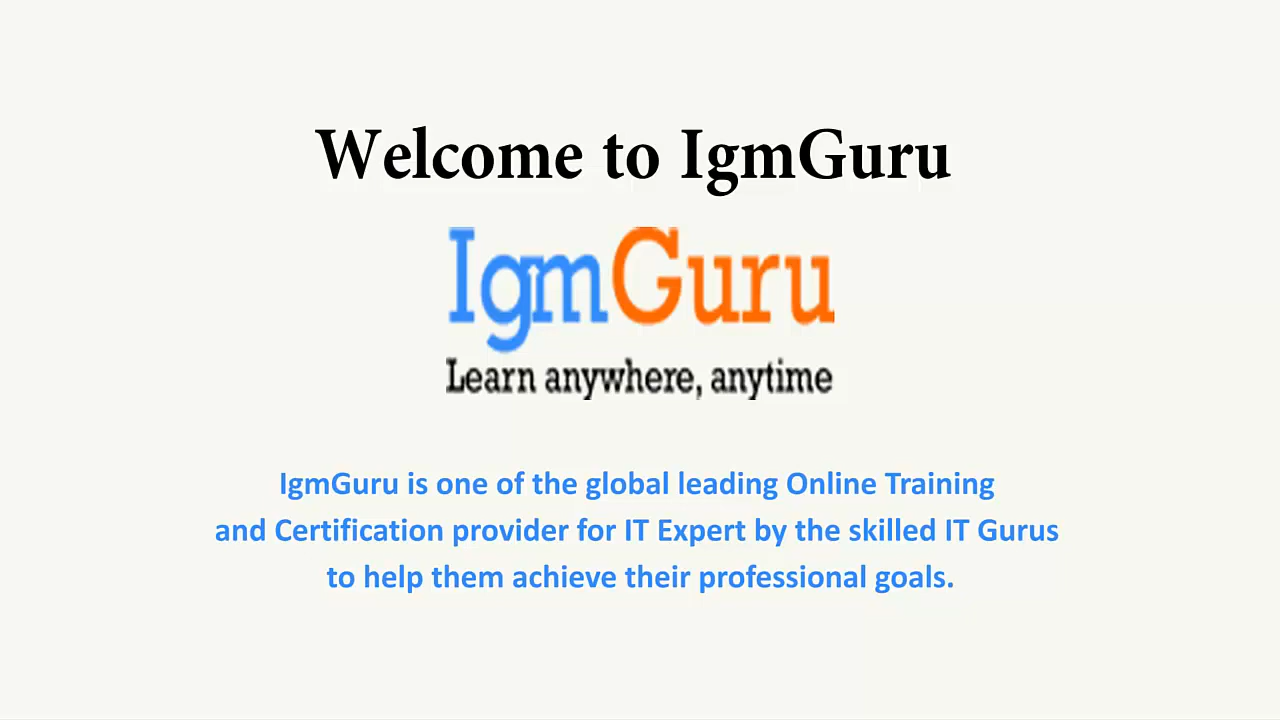 Welcome to IgmGuru
IgmGuru
Learn anywhere, anytime
IgmGuru is one of the global leading Online Training
and Certification provider for IT Expert by the skilled IT Gurus
to help them achieve their professional goals.